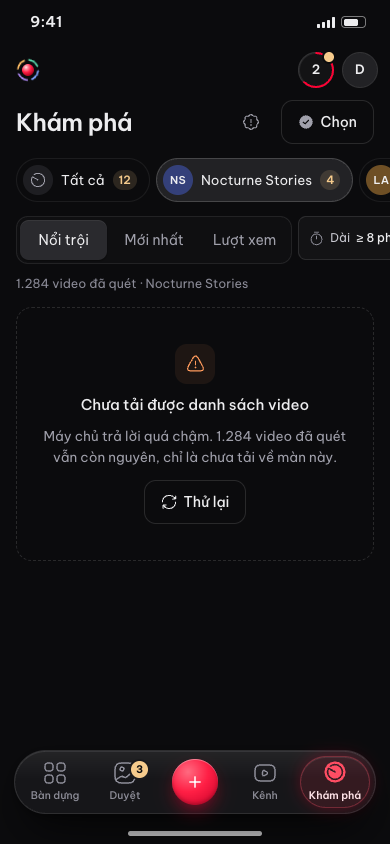 9:41
2
D
Khám phá
Chọn
Tất cả 12
NS Nocturne Stories 4
LA
Nổi trội
Mới nhất
Lượt xem
Dài ≥ 8 ph
1.284 video đã quét · Nocturne Stories
Chưa tải được danh sách video
Máy chủ trả lời quá chậm. 1.284 video đã quét
vẫn còn nguyên, chỉ là chưa tải về màn này.
Thử lại
3
Bàn dựng
Duyệt
Kênh
Khám phá